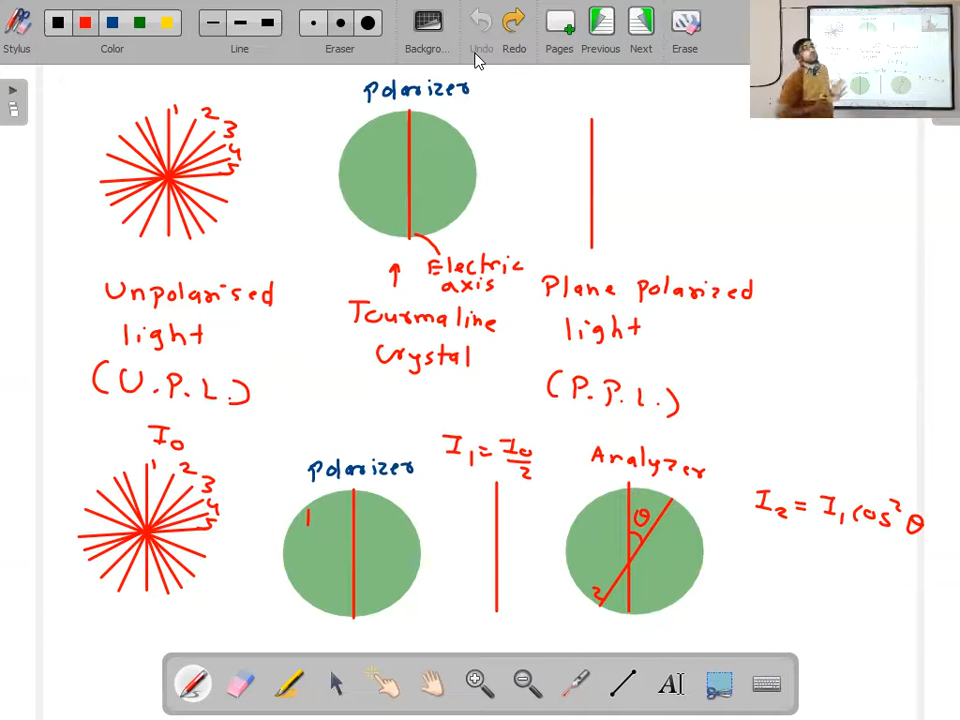 Stylus
Color
Line
Eraser
Backgro...
Undo
Redo
Pages
Previous
Next
Erase
Polarizer
1
2
3
4
5
Electric
axis
Unpolarised
light
(U.P.L.)
Tourmaline
crystal
Plane polarized
light
(P.P.L.)
I₀
1
2
3
4
5
Polarizer
1
I₁ = I₀/2
Analyzer
θ
2
I₂ = I₁ cos² θ